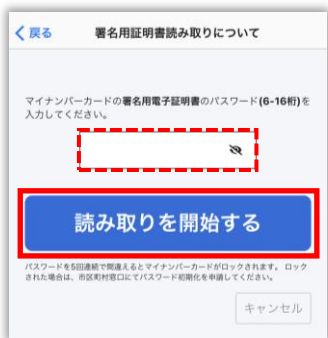 戻る 署名用証明書読み取りについて
マイナンバーカードの署名用電子証明書のパスワード(6-16桁)を
入力してください。
読み取りを開始する
パスワードを5回連続で間違えるとマイナンバーカードがロックされます。 ロック
された場合は、市区町村窓口にてパスワード初期化を申請してください。
キャンセル